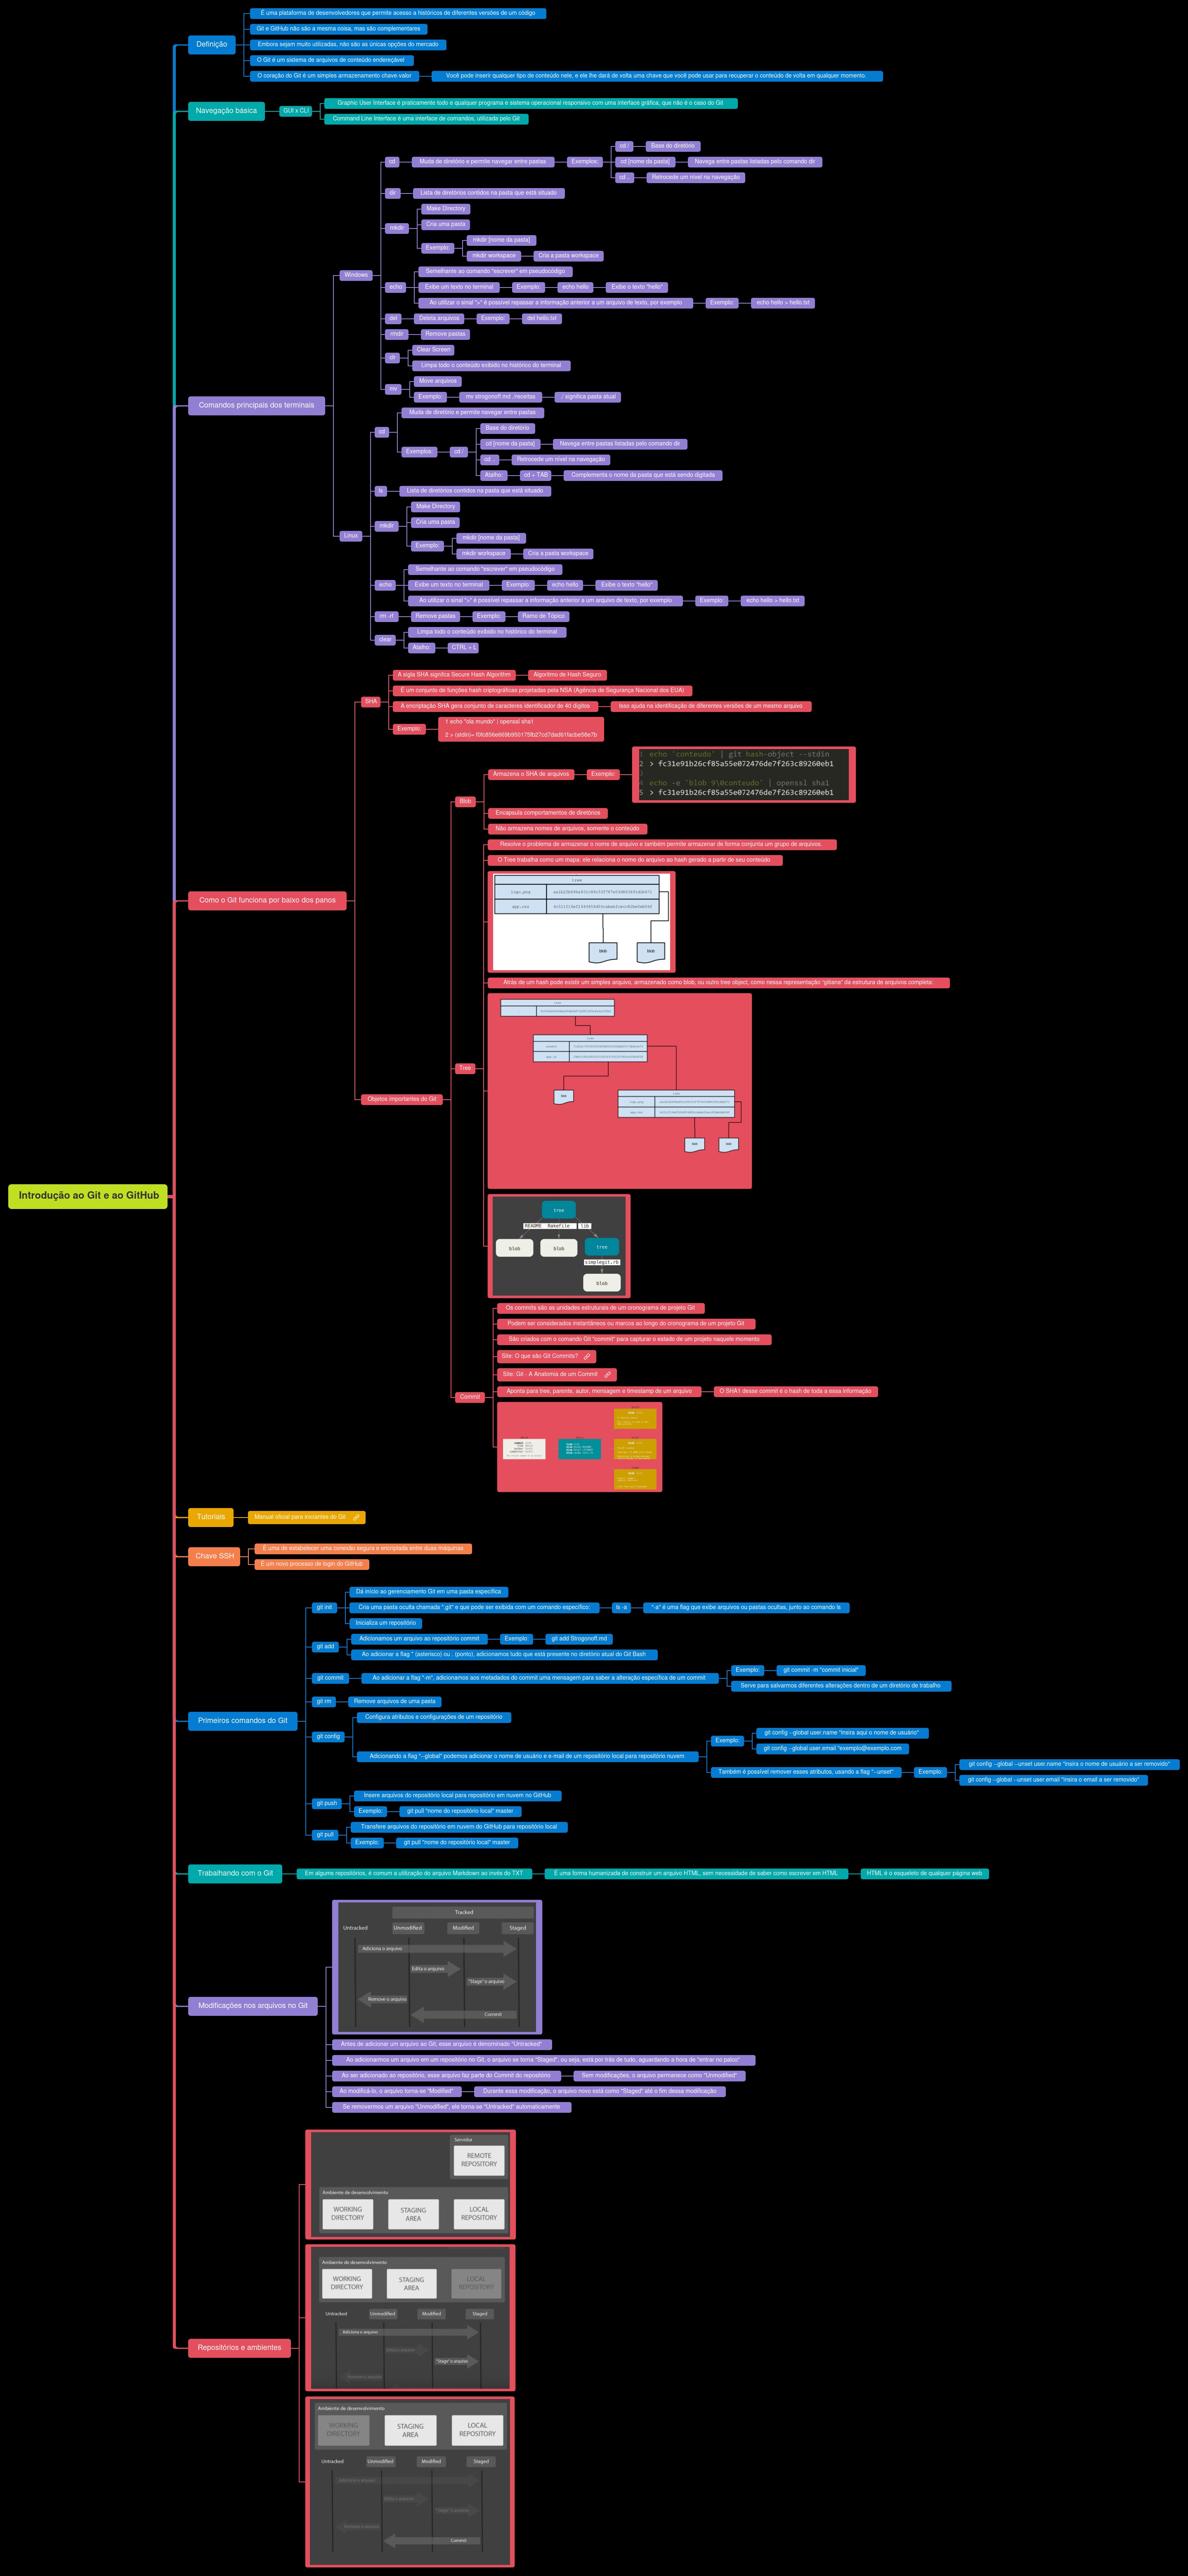 Introdução ao Git e ao GitHub
Definição
É uma plataforma de desenvolvedores que permite acesso a históricos de diferentes versões de um código
Git e GitHub não são a mesma coisa, mas são complementares
Embora sejam muito utilizadas, não são as únicas opções do mercado
O Git é um sistema de arquivos de conteúdo endereçável
O coração do Git é um simples armazenamento chave-valor
Você pode inserir qualquer tipo de conteúdo nele, e ele lhe dará de volta uma chave que você pode usar para recuperar o conteúdo de volta em qualquer momento.
Navegação básica
GUI x CLI
Graphic User Interface é praticamente todo e qualquer programa e sistema operacional responsivo com uma interface gráfica, que não é o caso do Git
Command Line Interface é uma interface de comandos, utilizada pelo Git
Comandos principais dos terminais
Windows
cd
Muda de diretório e permite navegar entre pastas
Exemplos:
cd /
Base do diretório
cd [nome da pasta]
Navega entre pastas listadas pelo comando dir
cd ..
Retrocede um nível na navegação
dir
Lista de diretórios contidos na pasta que está situado
mkdir
Make Directory
Cria uma pasta
Exemplo:
mkdir [nome da pasta]
mkdir workspace
Cria a pasta workspace
echo
Semelhante ao comando "escrever" em pseudocódigo
Exibe um texto no terminal
Exemplo:
echo hello
Exibe o texto "hello"
Ao utilizar o sinal ">" é possível repassar a informação anterior a um arquivo de texto, por exemplo
Exemplo:
echo hello > hello.txt
del
Deleta arquivos
Exemplo:
del hello.txt
rmdir
Remove pastas
Clear Screen
Limpa todo o conteúdo exibido no histórico do terminal
mv
Move arquivos
Exemplo:
mv strogonoff.md ./receitas
./ significa pasta atual
Linux
cd
Muda de diretório e permite navegar entre pastas
Exemplos:
cd /
Base do diretório
cd [nome da pasta]
Navega entre pastas listadas pelo comando dir
cd ..
Retrocede um nível na navegação
Atalho:
cd + TAB
Complementa o nome da pasta que está sendo digitada
ls
Lista de diretórios contidos na pasta que está situado
mkdir
Make Directory
Cria uma pasta
Exemplo:
mkdir [nome da pasta]
mkdir workspace
Cria a pasta workspace
echo
Semelhante ao comando "escrever" em pseudocódigo
Exibe um texto no terminal
Exemplo:
echo hello
Exibe o texto "hello"
Ao utilizar o sinal ">" é possível repassar a informação anterior a um arquivo de texto, por exemplo
Exemplo:
echo hello > hello.txt
rm -rf
Remove pastas
Exemplo:
Ramo de Tópico
clear
Limpa todo o conteúdo exibido no histórico do terminal
Atalho:
CTRL + L
Como o Git funciona por baixo dos panos
SHA
A sigla SHA significa Secure Hash Algorithm
Algoritmo de Hash Seguro
É um conjunto de funções hash criptográficas projetadas pela NSA (Agência de Segurança Nacional dos EUA)
A encriptação SHA gera conjunto de caracteres identificador de 40 dígitos
Isso ajuda na identificação de diferentes versões de um mesmo arquivo
Exemplo:
1 echo "ola mundo" | openssl sha1
2 > (stdin)= f0fc856e669b950175fb27cd7dad61facbe58e7b
Objetos importantes do Git
Blob
Armazena o SHA de arquivos
Exemplo:
1 echo 'conteudo' | git hash-object --stdin
2 > fc31e91b26cf85a55e072476de7f263c89260eb1
3
4 echo -e 'blob 9\0conteudo' | openssl sha1
5 > fc31e91b26cf85a55e072476de7f263c89260eb1
Encapsula comportamentos de diretórios
Não armazena nomes de arquivos, somente o conteúdo
Tree
Resolve o problema de armazenar o nome de arquivo e também permite armazenar de forma conjunta um grupo de arquivos.
O Tree trabalha como um mapa: ele relaciona o nome do arquivo ao hash gerado a partir de seu conteúdo
tree
logo.png
app.css
blob
blob
Atrás de um hash pode existir um simples arquivo, armazenado como blob, ou outro tree object, como nessa representação "gitiana" da estrutura de arquivos completa:
tree
README
Rakefile
lib
blob
blob
tree
simplegit.rb
blob
Commit
Os commits são as unidades estruturais de um cronograma de projeto Git
Podem ser considerados instantâneos ou marcos ao longo do cronograma de um projeto Git
São criados com o comando Git "commit" para capturar o estado de um projeto naquele momento
Site: O que são Git Commits?
Site: Git - A Anatomia de um Commit
Aponta para tree, parente, autor, mensagem e timestamp de um arquivo
O SHA1 desse commit é o hash de toda a essa informação
Tutoriais
Manual oficial para iniciantes do Git
Chave SSH
É uma de estabelecer uma conexão segura e encriptada entre duas máquinas
É um novo processo de login do GitHub
Primeiros comandos do Git
git init
Dá início ao gerenciamento Git em uma pasta específica
Cria uma pasta oculta chamada ".git" e que pode ser exibida com um comando específico:
ls -a
"-a" é uma flag que exibe arquivos ou pastas ocultas, junto ao comando ls
Inicializa um repositório
git add
Adicionamos um arquivo ao repositório commit
Exemplo:
git add Strogonoff.md
Ao adicionar a flag * (asterisco) ou . (ponto), adicionamos tudo que está presente no diretório atual do Git Bash
git commit
Ao adicionar a flag "-m", adicionamos aos metadados do commit uma mensagem para saber a alteração específica de um commit
Exemplo:
git commit -m "commit inicial"
Serve para salvarmos diferentes alterações dentro de um diretório de trabalho
git rm
Remove arquivos de uma pasta
git config
Configura atributos e configurações de um repositório
Adicionando a flag "--global" podemos adicionar o nome de usuário e e-mail de um repositório local para repositório nuvem
Exemplo:
git config --global user.name "insira aqui o nome de usuário"
git config --global user.email "exemplo@exemplo.com
Também é possível remover esses atributos, usando a flag "--unset"
Exemplo:
git config --global --unset user.name "insira o nome de usuário a ser removido"
git config --global --unset user.email "insira o email a ser removido"
git push
Insere arquivos do repositório local para repositório em nuvem no GitHub
Exemplo:
git pull "nome do repositório local" master
git pull
Transfere arquivos do repositório em nuvem do GitHub para repositório local
Exemplo:
git pull "nome do repositório local" master
Trabalhando com o Git
Em alguns repositórios, é comum a utilização do arquivo Markdown ao invés do TXT
É uma forma humanizada de construir um arquivo HTML, sem necessidade de saber como escrever em HTML
HTML é o esqueleto de qualquer página web
Modificações nos arquivos no Git
Tracked
Untracked
Unmodified
Modified
Staged
Adiciona o arquivo
Edita o arquivo
"Stage" o arquivo
Remove o arquivo
Commit
Antes de adicionar um arquivo ao Git, esse arquivo é denominado "Untracked"
Ao adicionarmos um arquivo em um repositório no Git, o arquivo se torna "Staged", ou seja, está por trás de tudo, aguardando a hora de "entrar no palco"
Ao ser adicionado ao repositório, esse arquivo faz parte do Commit do repositório
Sem modificações, o arquivo permanece como "Unmodified"
Ao modificá-lo, o arquivo torna-se "Modified"
Durante essa modificação, o arquivo novo está como "Staged" até o fim dessa modificação
Se removermos um arquivo "Unmodified", ele torna-se "Untracked" automaticamente
Repositórios e ambientes
Servidor
REMOTE REPOSITORY
Ambiente de desenvolvimento
WORKING DIRECTORY
STAGING AREA
LOCAL REPOSITORY
Ambiente de desenvolvimento
WORKING DIRECTORY
STAGING AREA
LOCAL REPOSITORY
Untracked
Unmodified
Modified
Staged
Adiciona o arquivo
Edita o arquivo
"Stage" o arquivo
Remove o arquivo
Ambiente de desenvolvimento
WORKING DIRECTORY
STAGING AREA
LOCAL REPOSITORY
Untracked
Unmodified
Modified
Staged
Adiciona o arquivo
Edita o arquivo
"Stage" o arquivo
Remove o arquivo
Commit